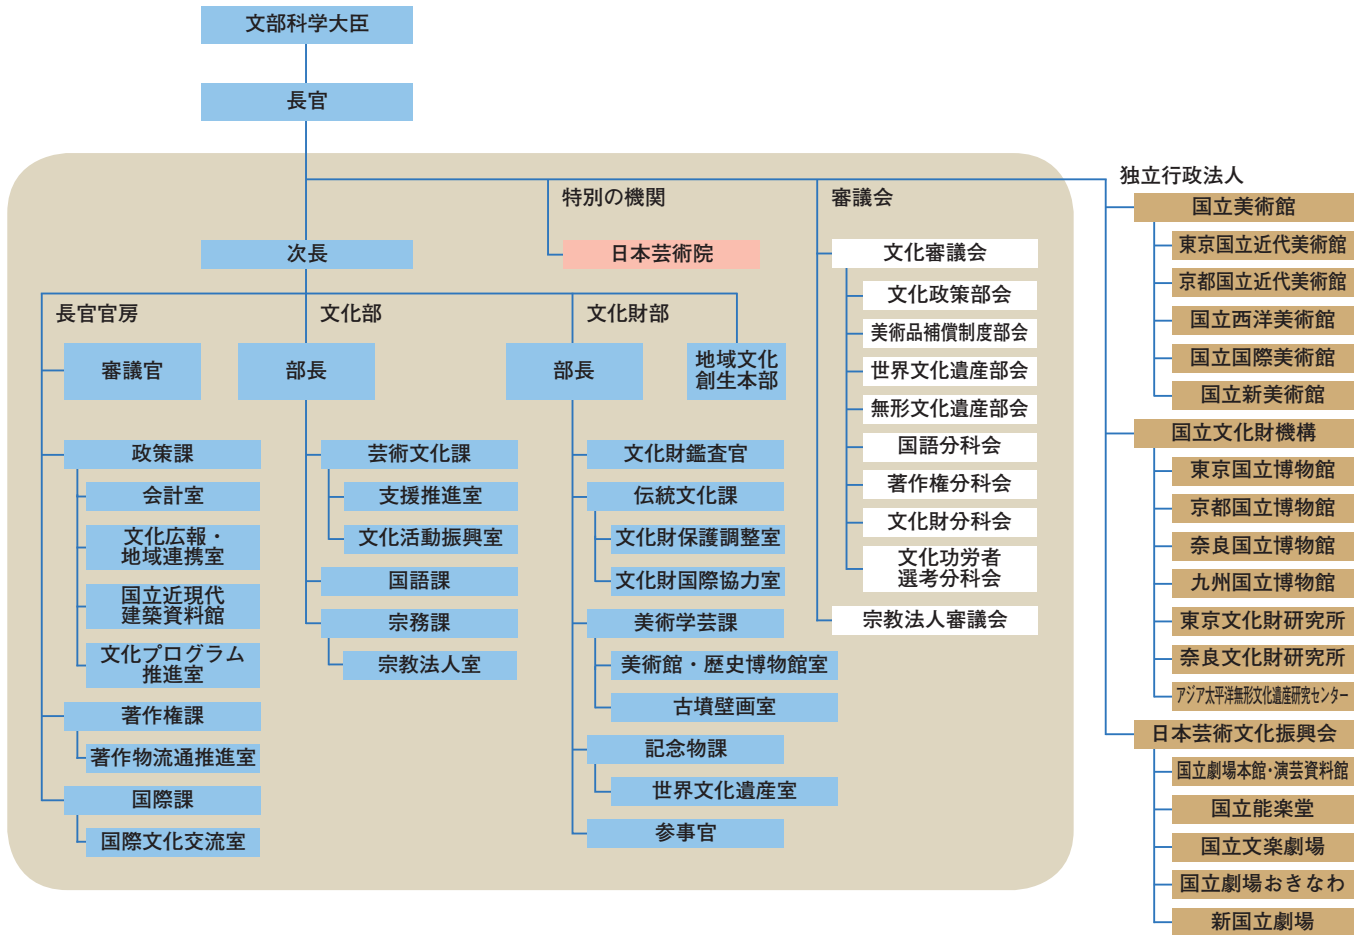 文部科学大臣
長官
次長
長官官房
審議官
政策課
会計室
文化広報・
地域連携室
国立近現代
建築資料館
文化プログラム
推進室
著作権課
著作物流通推進室
国際課
国際文化交流室
文化部
部長
芸術文化課
支援推進室
文化活動振興室
国語課
宗務課
宗教法人室
文化財部
部長
文化財鑑査官
伝統文化課
文化財保護調整室
文化財国際協力室
美術学芸課
美術館・歴史博物館室
古墳壁画室
記念物課
世界文化遺産室
参事官
地域文化
創生本部
特別の機関
日本芸術院
審議会
文化審議会
文化政策部会
美術品補償制度部会
世界文化遺産部会
無形文化遺産部会
国語分科会
著作権分科会
文化財分科会
文化功労者
選考分科会
宗教法人審議会
独立行政法人
国立美術館
東京国立近代美術館
京都国立近代美術館
国立西洋美術館
国立国際美術館
国立新美術館
国立文化財機構
東京国立博物館
京都国立博物館
奈良国立博物館
九州国立博物館
東京文化財研究所
奈良文化財研究所
アジア太平洋無形文化遺産研究センター
日本芸術文化振興会
国立劇場本館・演芸資料館
国立能楽堂
国立文楽劇場
国立劇場おきなわ
新国立劇場